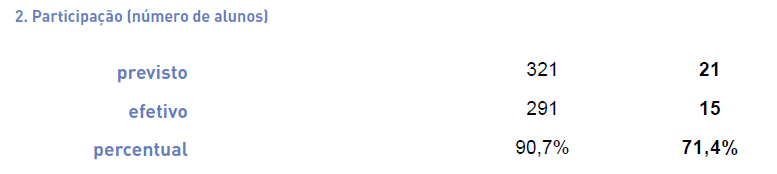 2. Participação (número de alunos)
previsto 321 21
efetivo 291 15
percentual 90,7% 71,4%